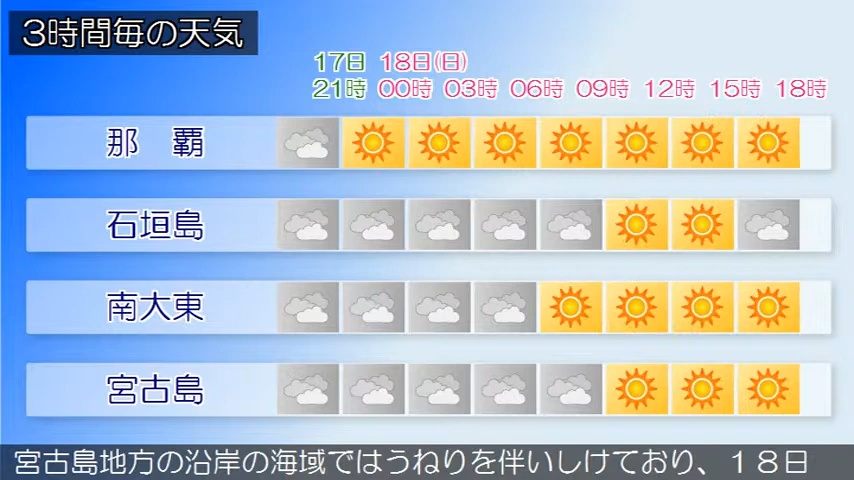 3時間毎の天気
17日 18日(日)
21時 00時 03時 06時 09時 12時 15時 18時
那　覇
石垣島
南大東
宮古島
宮古島地方の沿岸の海域ではうねりを伴いしけており、１８日